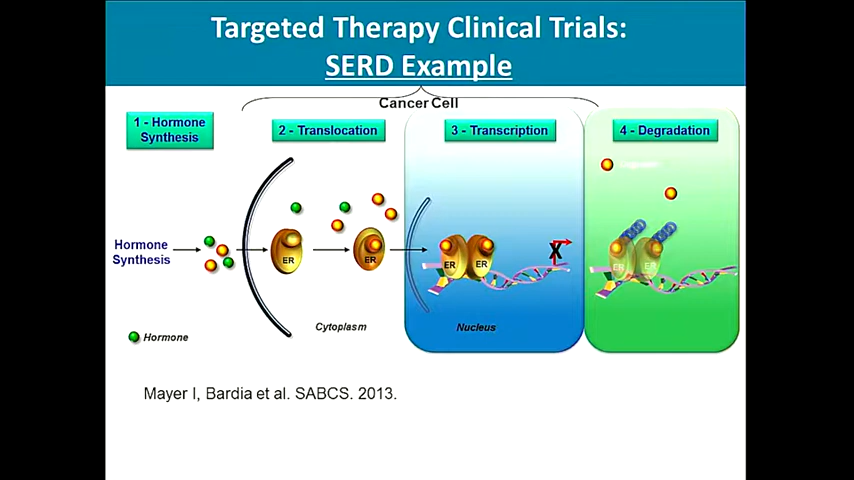 Targeted Therapy Clinical Trials:
SERD Example
Cancer Cell
1 - Hormone
Synthesis
2 - Translocation
3 - Transcription
4 - Degradation
Hormone
Synthesis
ER
ER
ER
ER
X
ER
ER
Cytoplasm
Nucleus
Hormone
Mayer I, Bardia et al. SABCS. 2013.